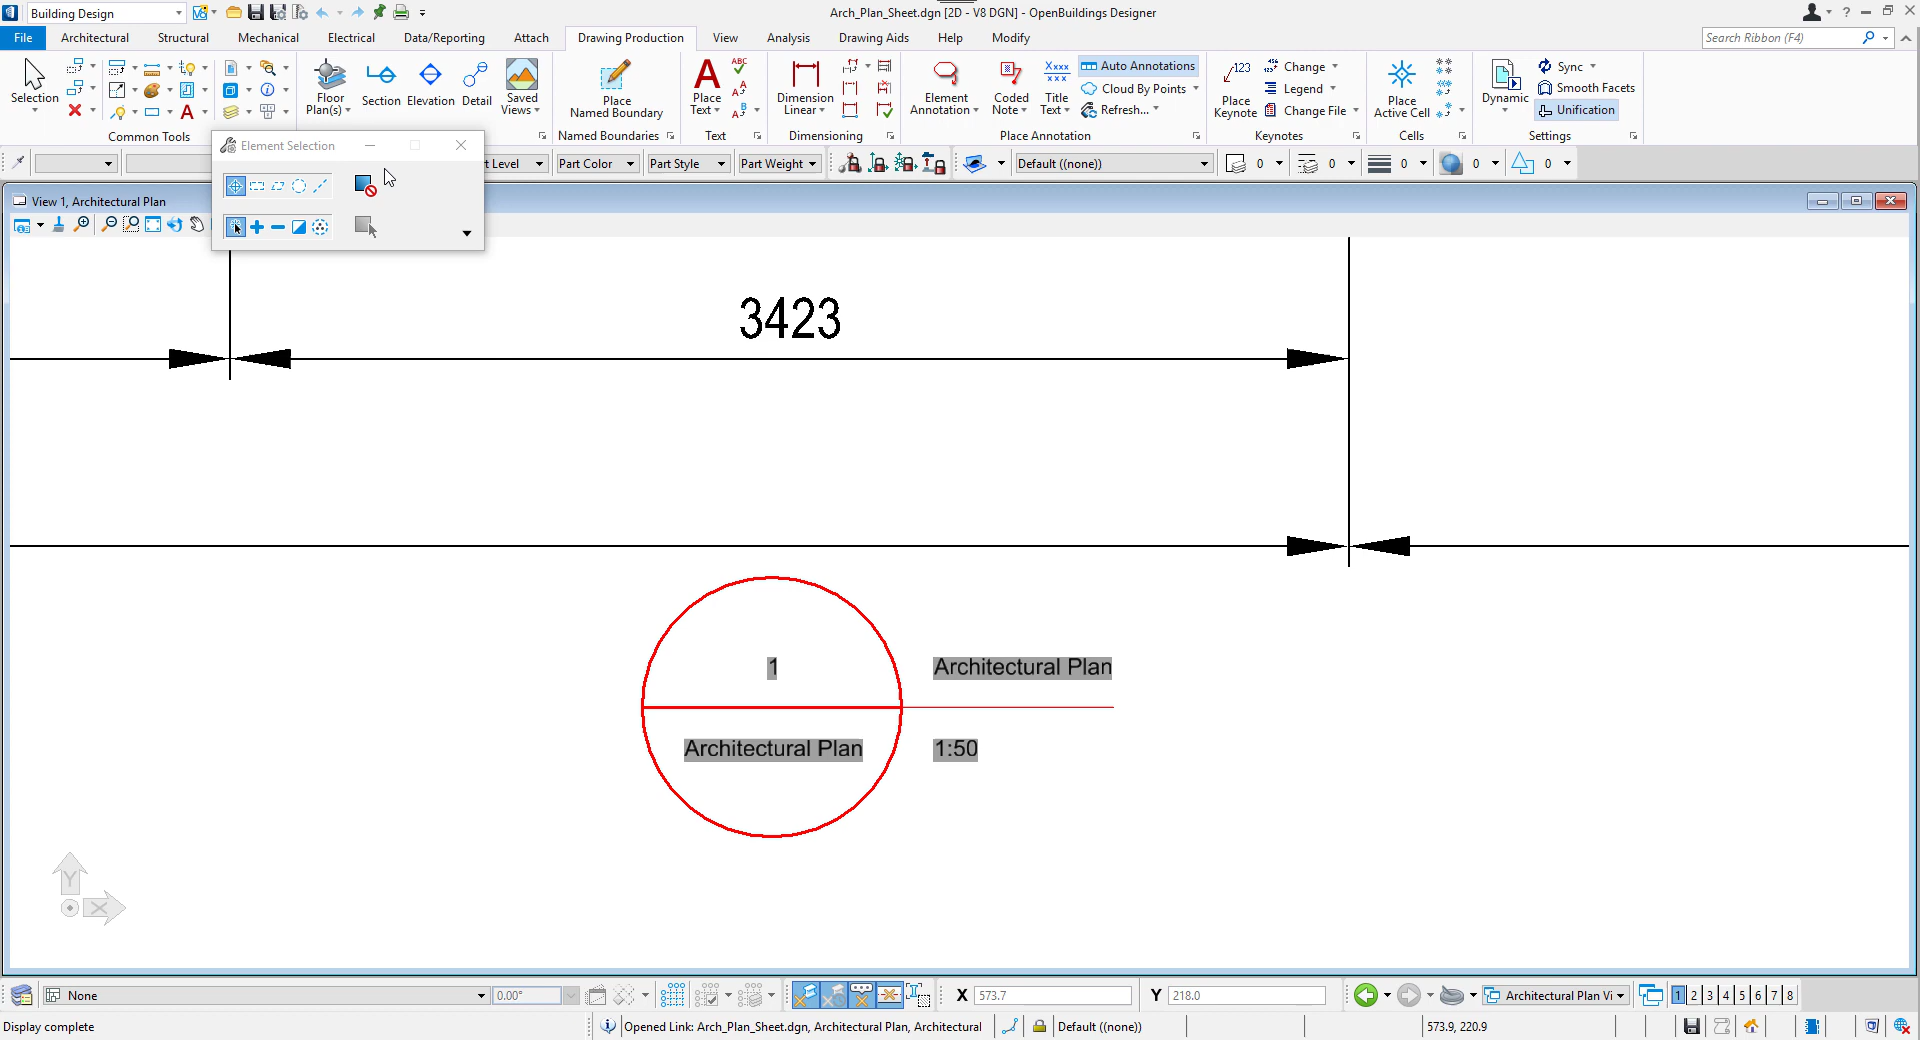 Building Design
Arch_Plan_Sheet.dgn [2D - V8 DGN] - OpenBuildings Designer
File Architectural Structural Mechanical Electrical Data/Reporting Attach Drawing Production View Analysis Drawing Aids Help Modify Search Ribbon (F4)
Selection
Floor Plan(s)
Section
Elevation
Detail
Saved Views
Place Named Boundary
Place Text
Dimension Linear
Element Annotation
Coded Note
Title Text
Auto Annotations
Cloud By Points
Refresh...
Place Keynote
Change
Legend
Change File
Place Active Cell
Dynamic
Sync
Smooth Facets
Unification
Common Tools
Named Boundaries
Text
Dimensioning
Place Annotation
Keynotes
Cells
Settings
Element Selection
t Level Part Color Part Style Part Weight Default ((none)) 0 0 0 0 0
View 1, Architectural Plan
3423
1 Architectural Plan
Architectural Plan 1:50
Y
X
None 0.00° X 573.7 Y 218.0 Architectural Plan Vi 1 2 3 4 5 6 7 8
Display complete Opened Link: Arch_Plan_Sheet.dgn, Architectural Plan, Architectural Default ((none)) 573.9, 220.9